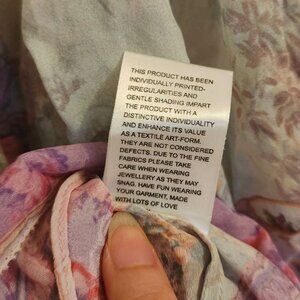 THIS PRODUCT HAS BEEN
INDIVIDUALLY PRINTED-
IRREGULARITIES AND
GENTLE SHADING IMPART
THE PRODUCT WITH A
DISTINCTIVE INDIVIDUALITY
AND ENHANCE ITS VALUE
AS A TEXTILE ART-FORM.
THEY ARE NOT CONSIDERED
DEFECTS. DUE TO THE FINE
FABRICS PLEASE TAKE
CARE WHEN WEARING
JEWELLERY AS THEY MAY
SNAG. HAVE FUN WEARING
YOUR GARMENT, MADE
WITH LOTS OF LOVE